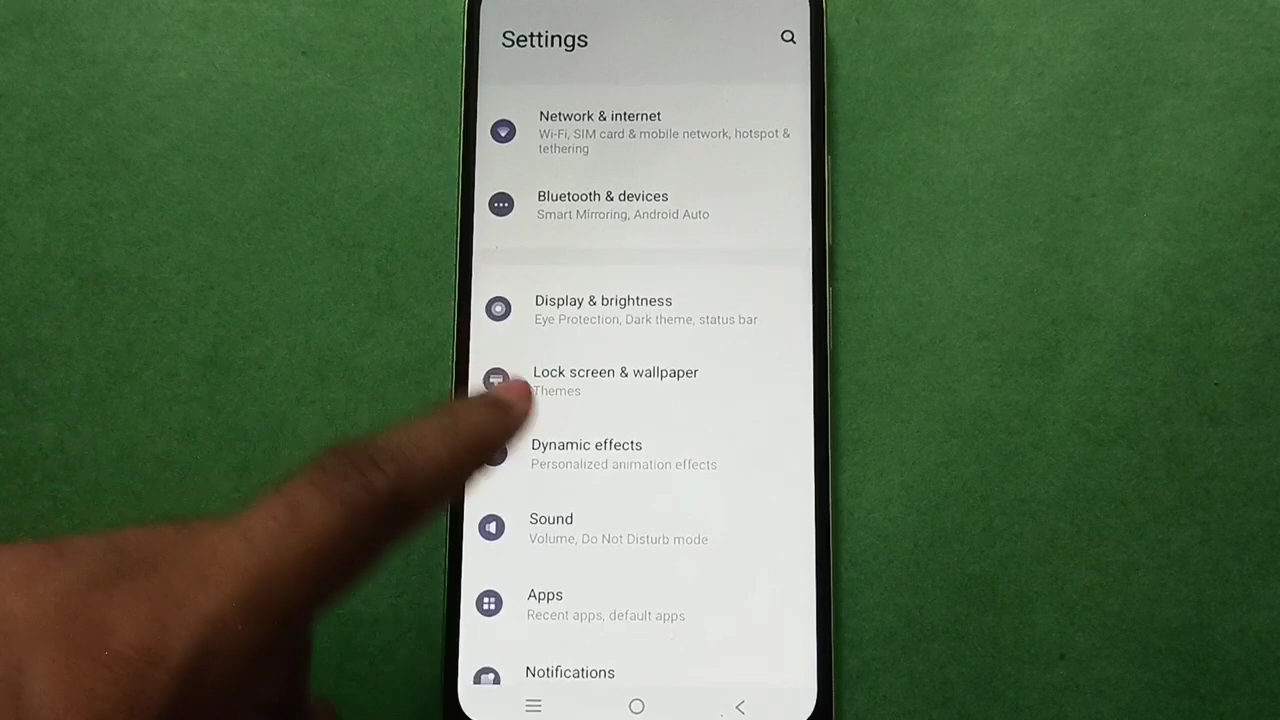 Settings
Network & internet
Wi-Fi, SIM card & mobile network, hotspot &
tethering
Bluetooth & devices
Smart Mirroring, Android Auto
Display & brightness
Eye Protection, Dark theme, status bar
Lock screen & wallpaper
Themes
Dynamic effects
Personalized animation effects
Sound
Volume, Do Not Disturb mode
Apps
Recent apps, default apps
Notifications